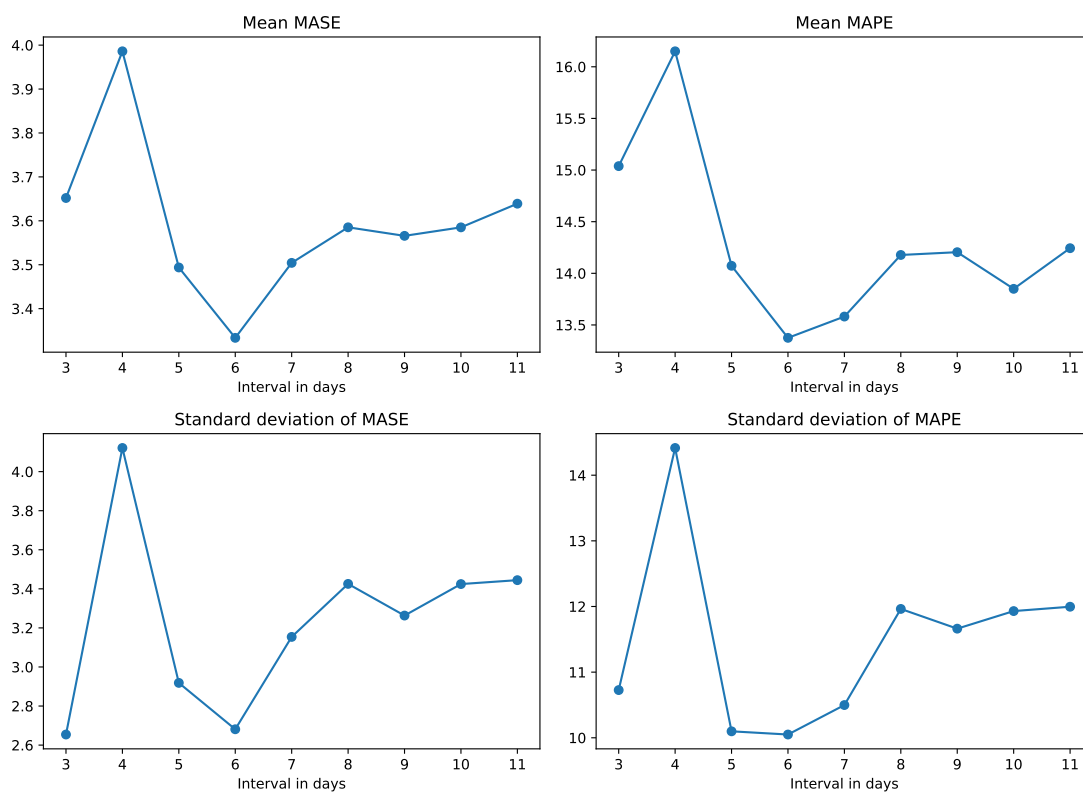 Mean MASE
4.0
3.9
3.8
3.7
3.6
3.5
3.4
3 4 5 6 7 8 9 10 11
Interval in days
Mean MAPE
16.0
15.5
15.0
14.5
14.0
13.5
3 4 5 6 7 8 9 10 11
Interval in days
Standard deviation of MASE
4.0
3.8
3.6
3.4
3.2
3.0
2.8
2.6
3 4 5 6 7 8 9 10 11
Interval in days
Standard deviation of MAPE
14
13
12
11
10
3 4 5 6 7 8 9 10 11
Interval in days